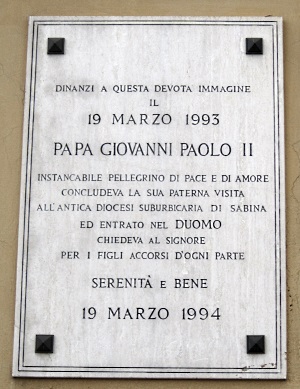 DINANZI A QUESTA DEVOTA IMMAGINE
IL
19 MARZO 1993
PAPA GIOVANNI PAOLO II
INSTANCABILE PELLEGRINO DI PACE E DI AMORE
CONCLUDEVA LA SUA PATERNA VISITA
ALL'ANTICA DIOCESI SUBURBICARIA DI SABINA
ED ENTRATO NEL DUOMO
CHIEDEVA AL SIGNORE
PER I FIGLI ACCORSI D'OGNI PARTE
SERENITÀ E BENE
19 MARZO 1994